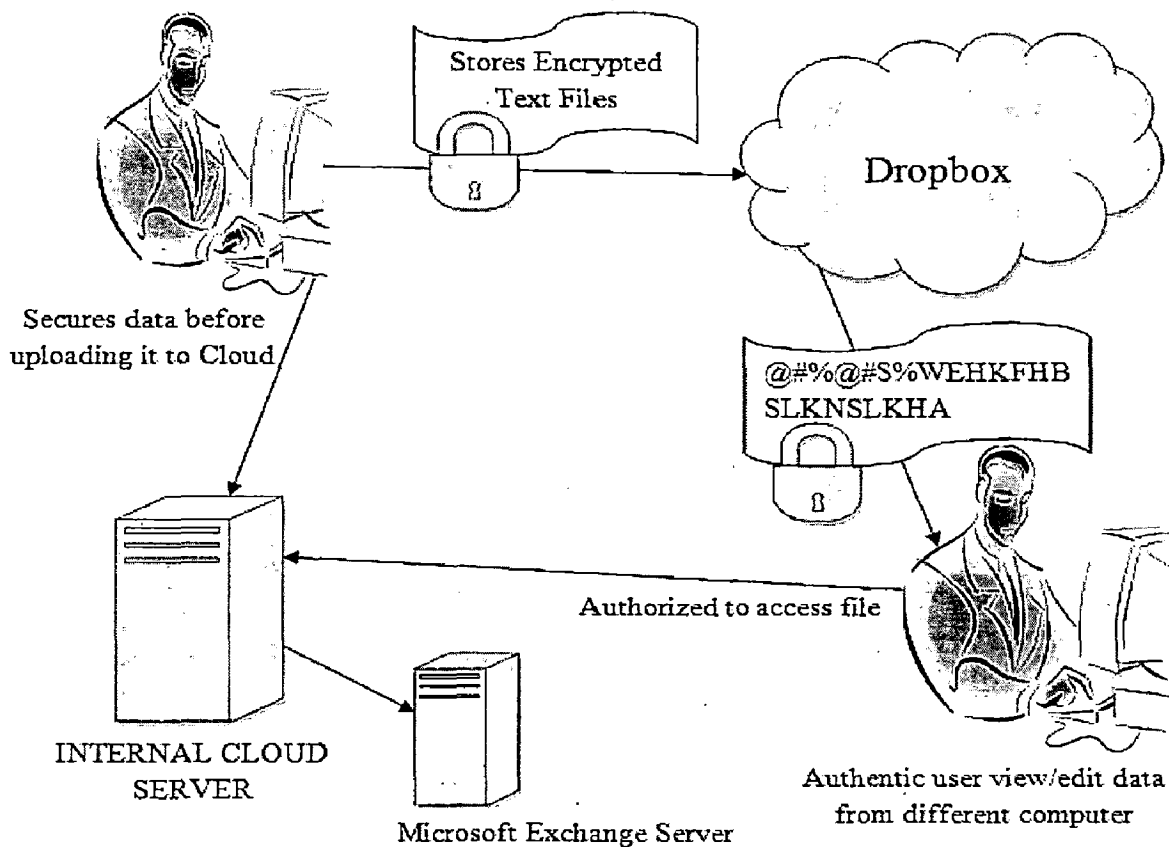 Stores Encrypted
Text Files
Dropbox
Secures data before
uploading it to Cloud
@#%@#S%WEHKFHB
SLKNSLKHA
Authorized to access file
INTERNAL CLOUD
SERVER
Microsoft Exchange Server
Authentic user view/edit data
from different computer